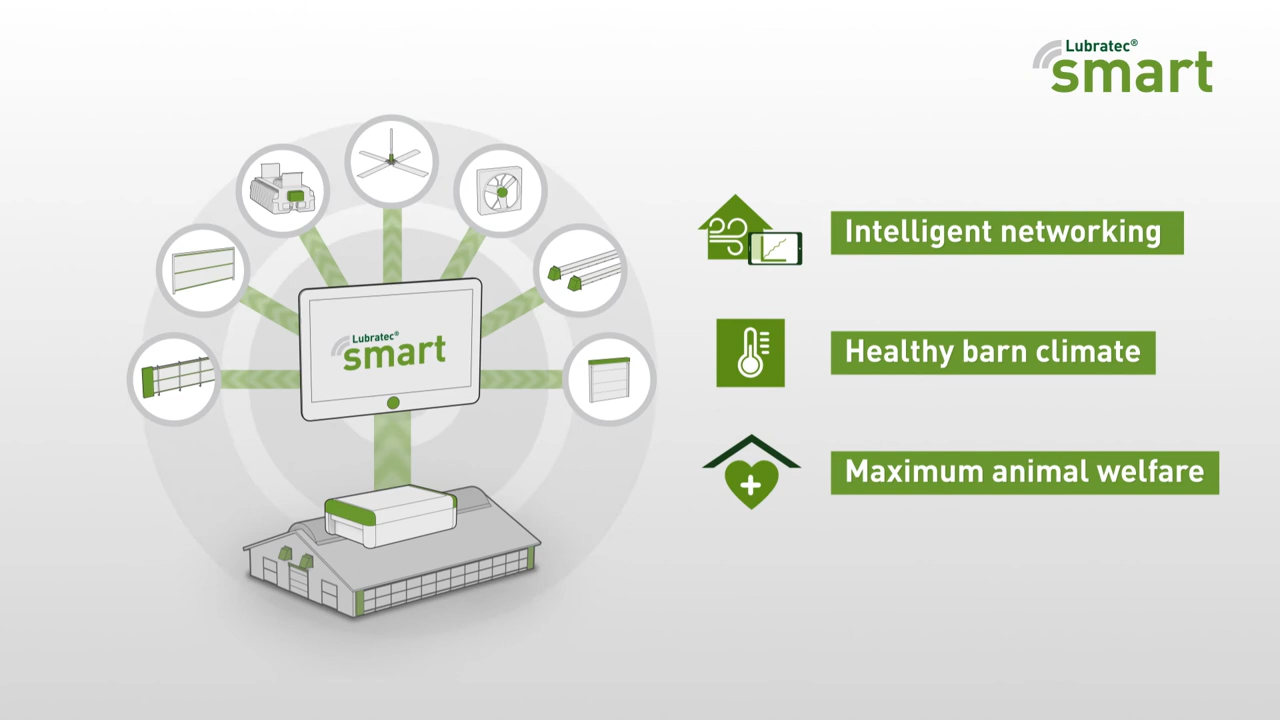 Lubratec®
smart
Intelligent networking
Lubratec®
smart
Healthy barn climate
Maximum animal welfare